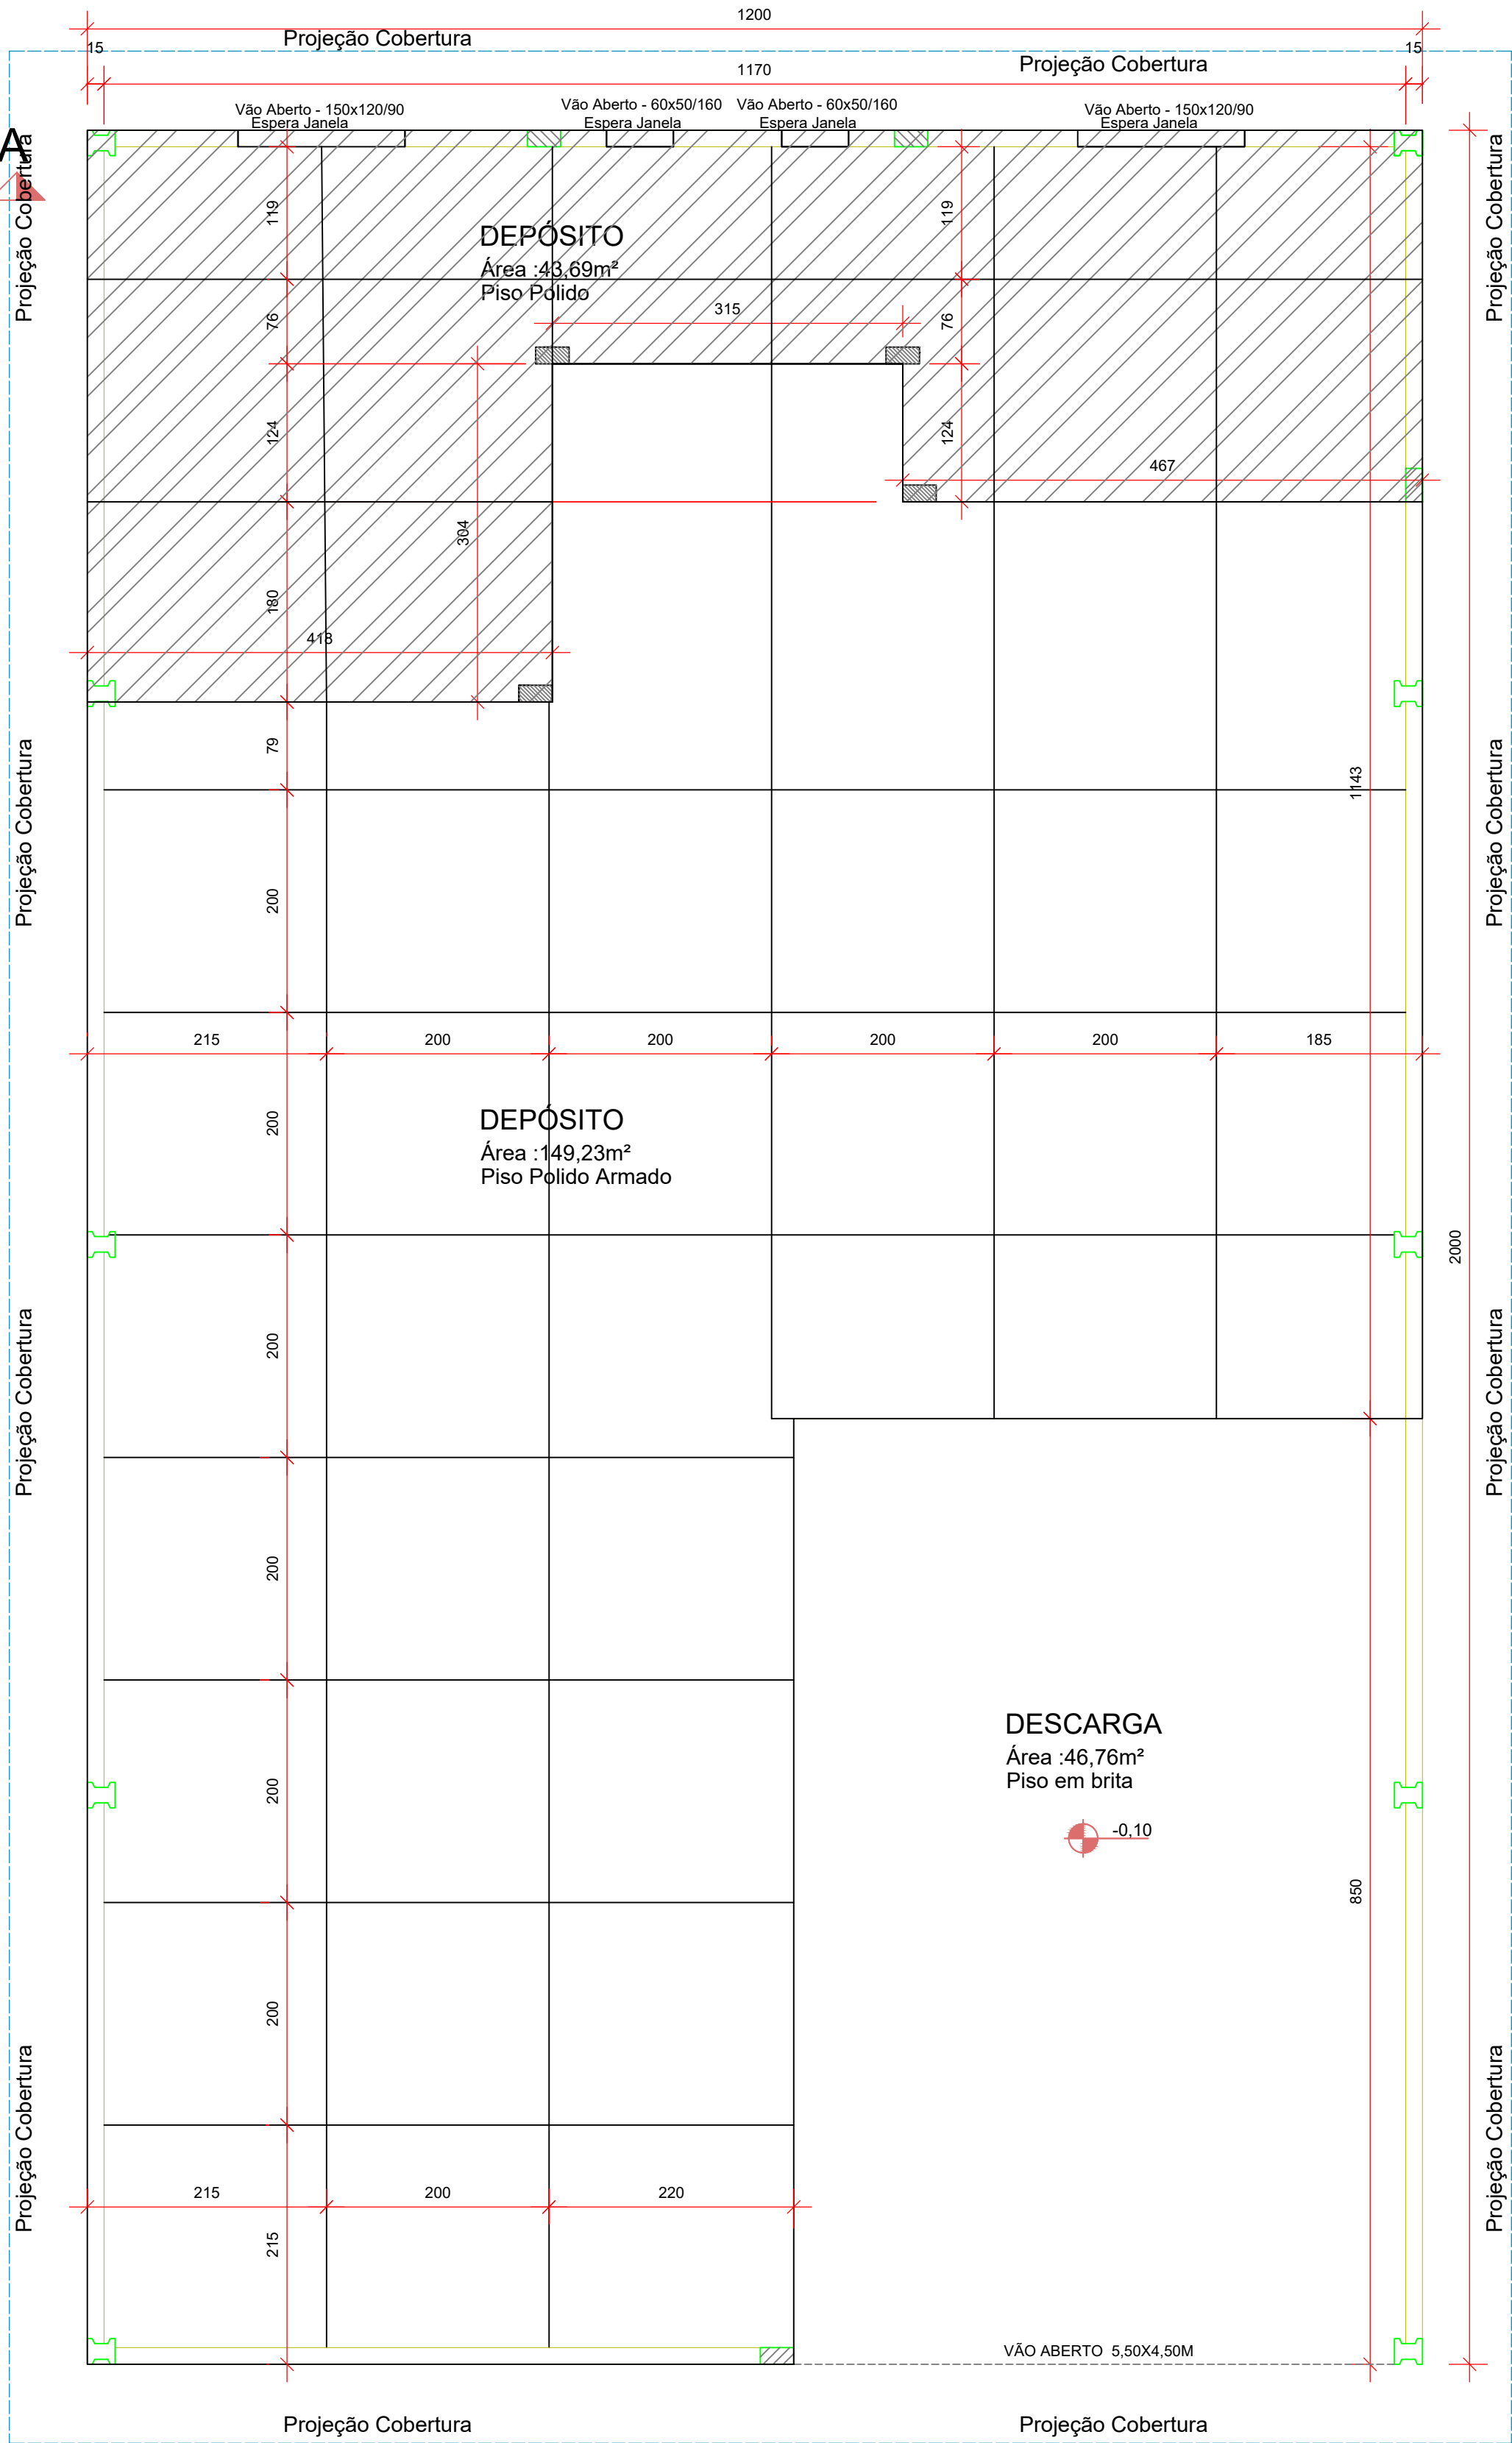 1200
Projeção Cobertura
15
15
Projeção Cobertura
1170
Vão Aberto - 150x120/90
Espera Janela
Vão Aberto - 60x50/160
Espera Janela
Vão Aberto - 60x50/160
Espera Janela
Vão Aberto - 150x120/90
Espera Janela
A
Projeção Cobertura
Projeção Cobertura
119
119
DEPÓSITO
Área :43,69m²
Piso Polido
76
315
76
124
124
467
304
180
418
79
1143
Projeção Cobertura
Projeção Cobertura
200
215
200
200
200
200
185
200
DEPÓSITO
Área :149,23m²
Piso Polido Armado
2000
200
Projeção Cobertura
Projeção Cobertura
200
DESCARGA
Área :46,76m²
Piso em brita
200
-0,10
850
200
Projeção Cobertura
Projeção Cobertura
215
200
220
215
VÃO ABERTO 5,50X4,50M
Projeção Cobertura
Projeção Cobertura